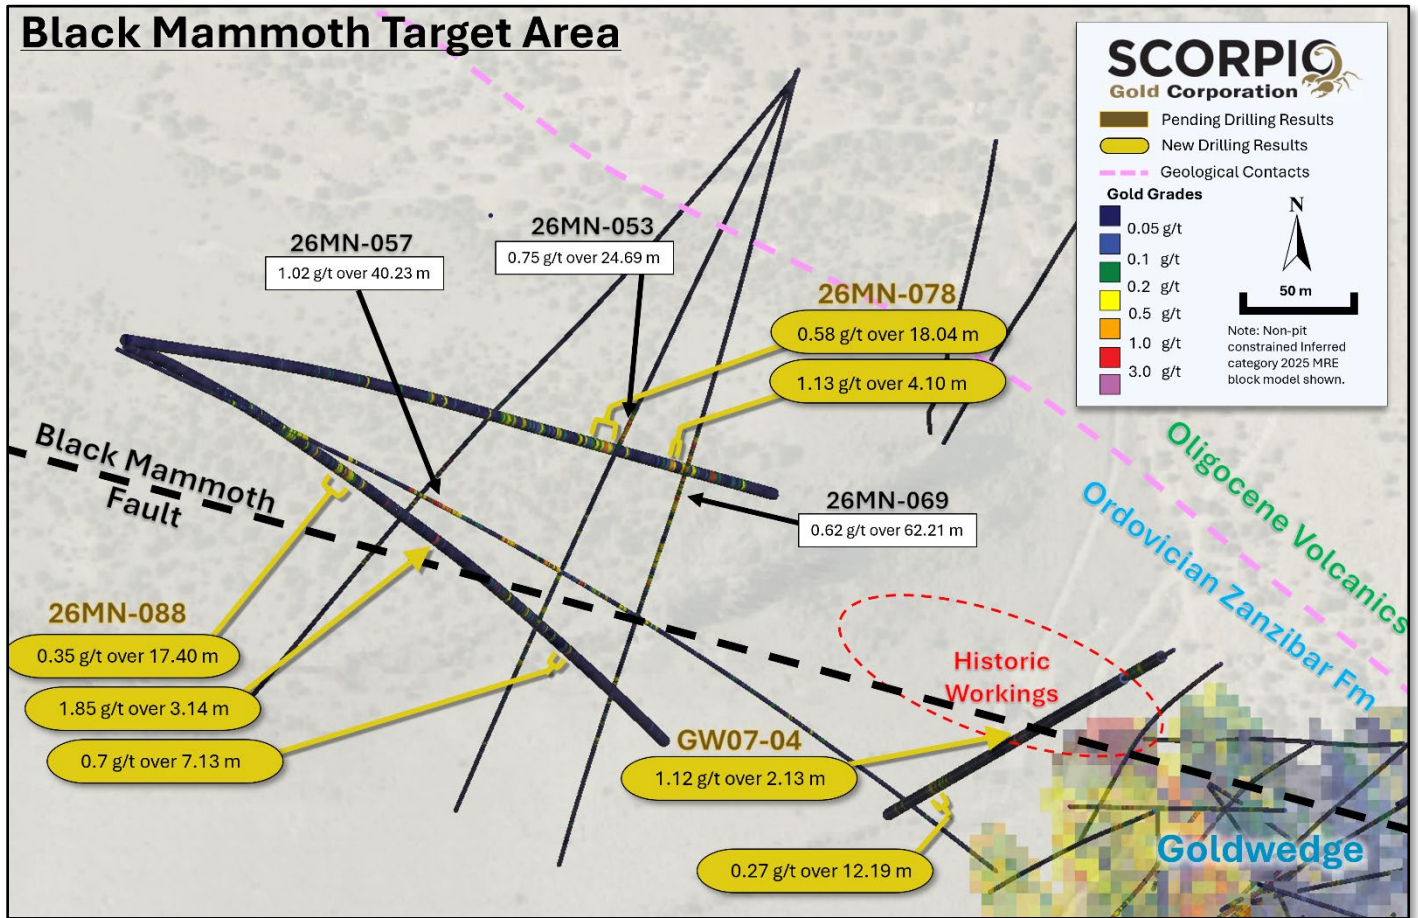 Black Mammoth Target Area
SCORPIO
Gold Corporation
Pending Drilling Results
New Drilling Results
Geological Contacts
Gold Grades
0.05 g/t
0.1 g/t
0.2 g/t
0.5 g/t
1.0 g/t
3.0 g/t
N
50 m
Note: Non-pit
constrained Inferred
category 2025 MRE
block model shown.
26MN-057
1.02 g/t over 40.23 m
26MN-053
0.75 g/t over 24.69 m
26MN-078
0.58 g/t over 18.04 m
1.13 g/t over 4.10 m
Black Mammoth
Fault
26MN-069
0.62 g/t over 62.21 m
Oligocene Volcanics
Ordovician Zanzibar Fm
26MN-088
0.35 g/t over 17.40 m
1.85 g/t over 3.14 m
0.7 g/t over 7.13 m
Historic
Workings
GW07-04
1.12 g/t over 2.13 m
0.27 g/t over 12.19 m
Goldwedge